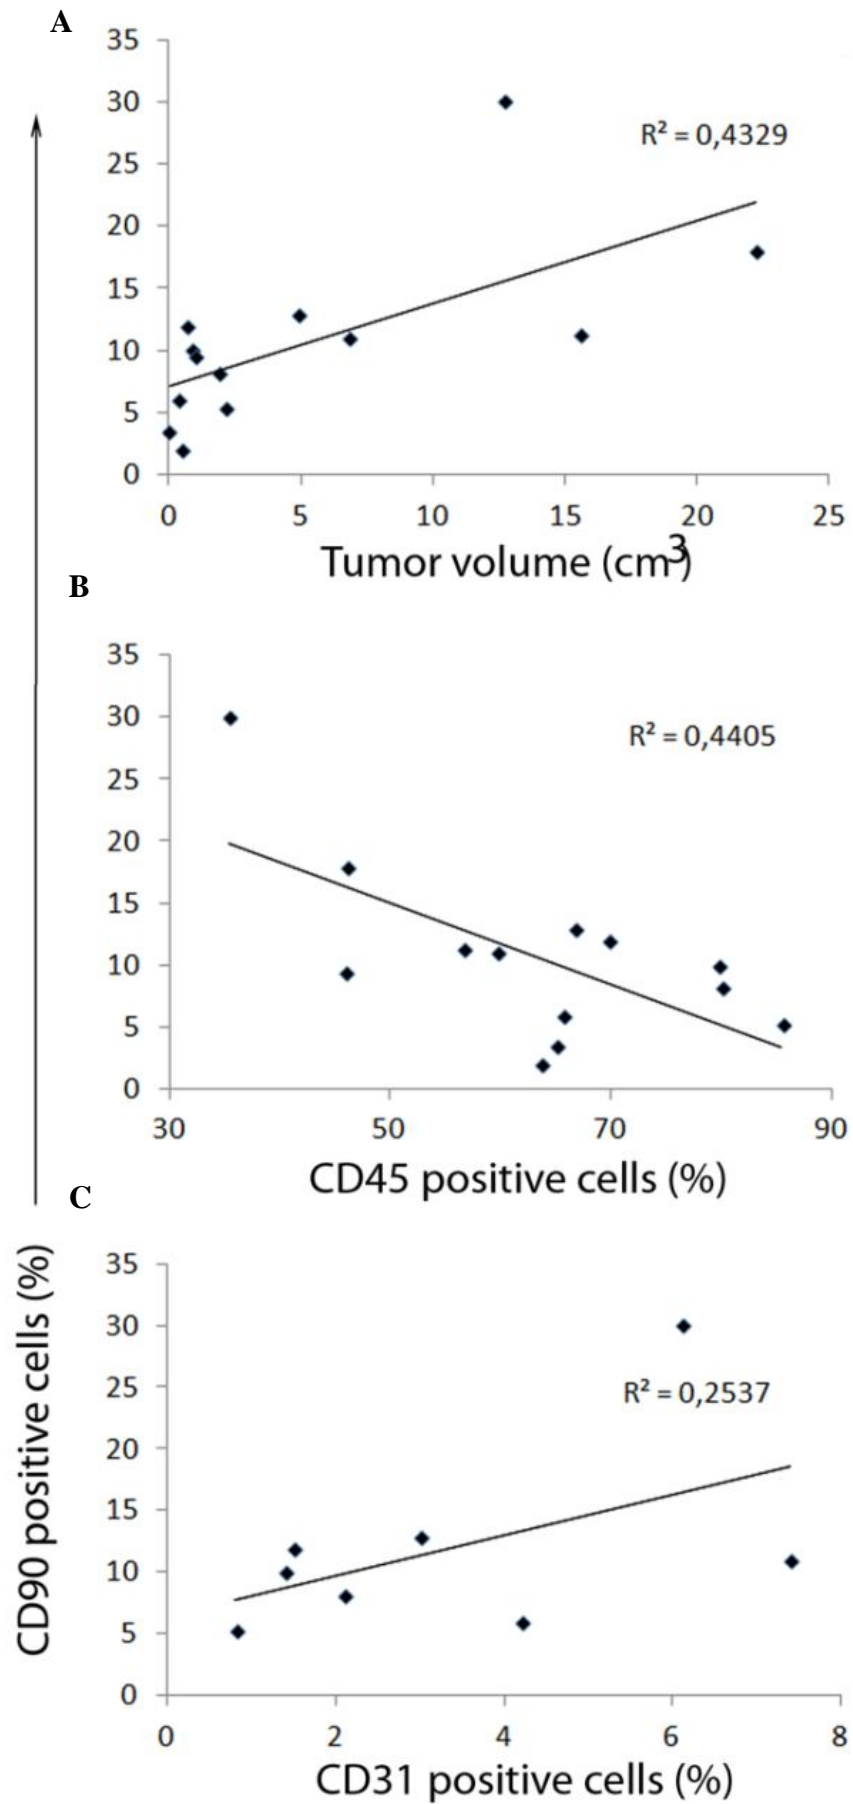 A
35
30
R² = 0,4329
25
20
15
10
5
0
0 5 10 15 20 25
Tumor volume (cm³)
B
35
30
R² = 0,4405
25
20
15
10
5
0
30 50 70 90
CD45 positive cells (%)
C
CD90 positive cells (%)
35
30
25
R² = 0,2537
20
15
10
5
0
0 2 4 6 8
CD31 positive cells (%)